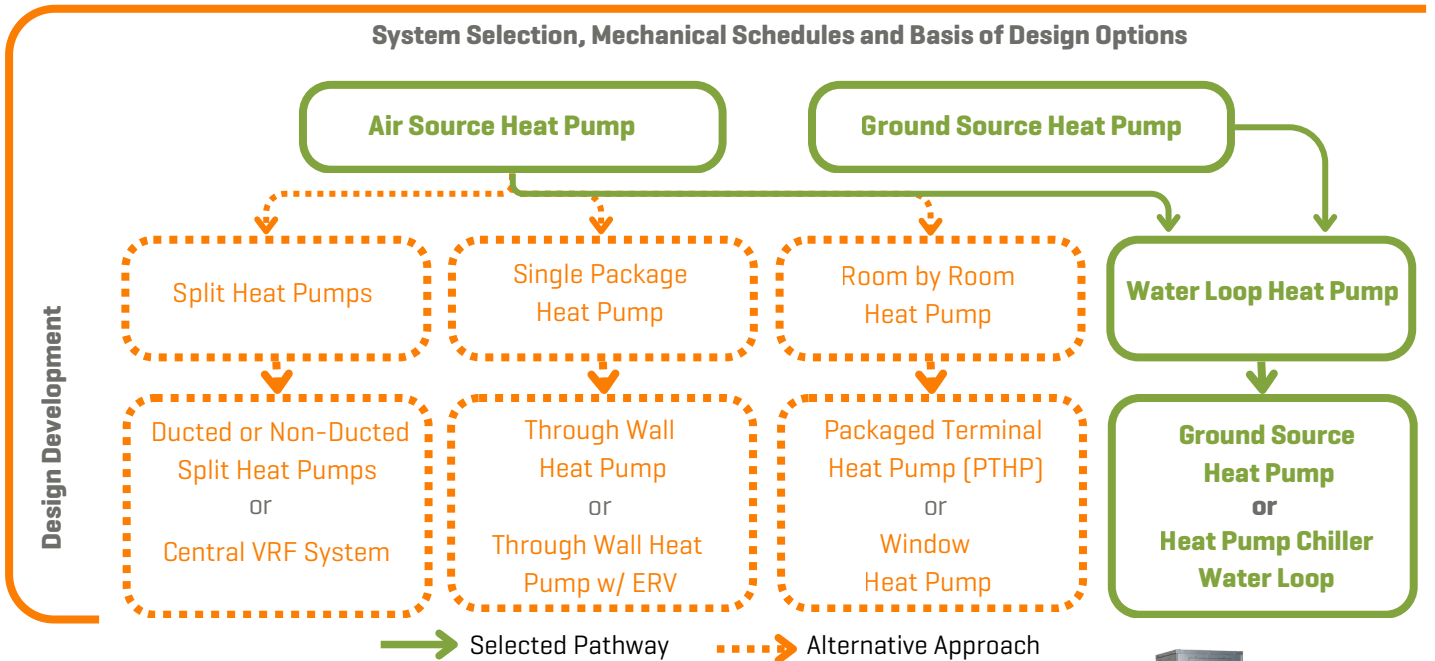 System Selection, Mechanical Schedules and Basis of Design Options
Air Source Heat Pump
Ground Source Heat Pump
Split Heat Pumps
Single Package
Heat Pump
Room by Room
Heat Pump
Water Loop Heat Pump
Design Development
Ducted or Non-Ducted
Split Heat Pumps
or
Central VRF System
Through Wall
Heat Pump
or
Through Wall Heat
Pump w/ ERV
Packaged Terminal
Heat Pump (PTHP)
or
Window
Heat Pump
Ground Source
Heat Pump
or
Heat Pump Chiller
Water Loop
Selected Pathway
Alternative Approach